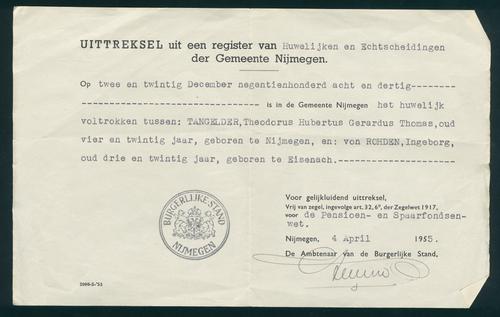 UITTREKSEL uit een register van Huwelijken en Echtscheidingen
der Gemeente Nijmegen.
Op twee en twintig December negentienhonderd acht en dertig--------
------------------------------ is in de Gemeente Nijmegen het huwelijk
voltrokken tussen: TANGELDER,Theodorus Hubertus Gerardus Thomas,oud
vier en twintig jaar, geboren te Nijmegen, en: von ROHDEN,Ingeborg,
oud drie en twintig jaar, geboren te Eisenach.--------------------
BURGERLIJKE STAND
NIJMEGEN
Voor gelijkluidend uittreksel,
Vrij van zegel, ingevolge art. 32, 6°, der Zegelwet 1917,
voor de Pensioen- en Spaarfondsen-
wet.
Nijmegen, 4 April 1955.
De Ambtenaar van de Burgerlijke Stand,